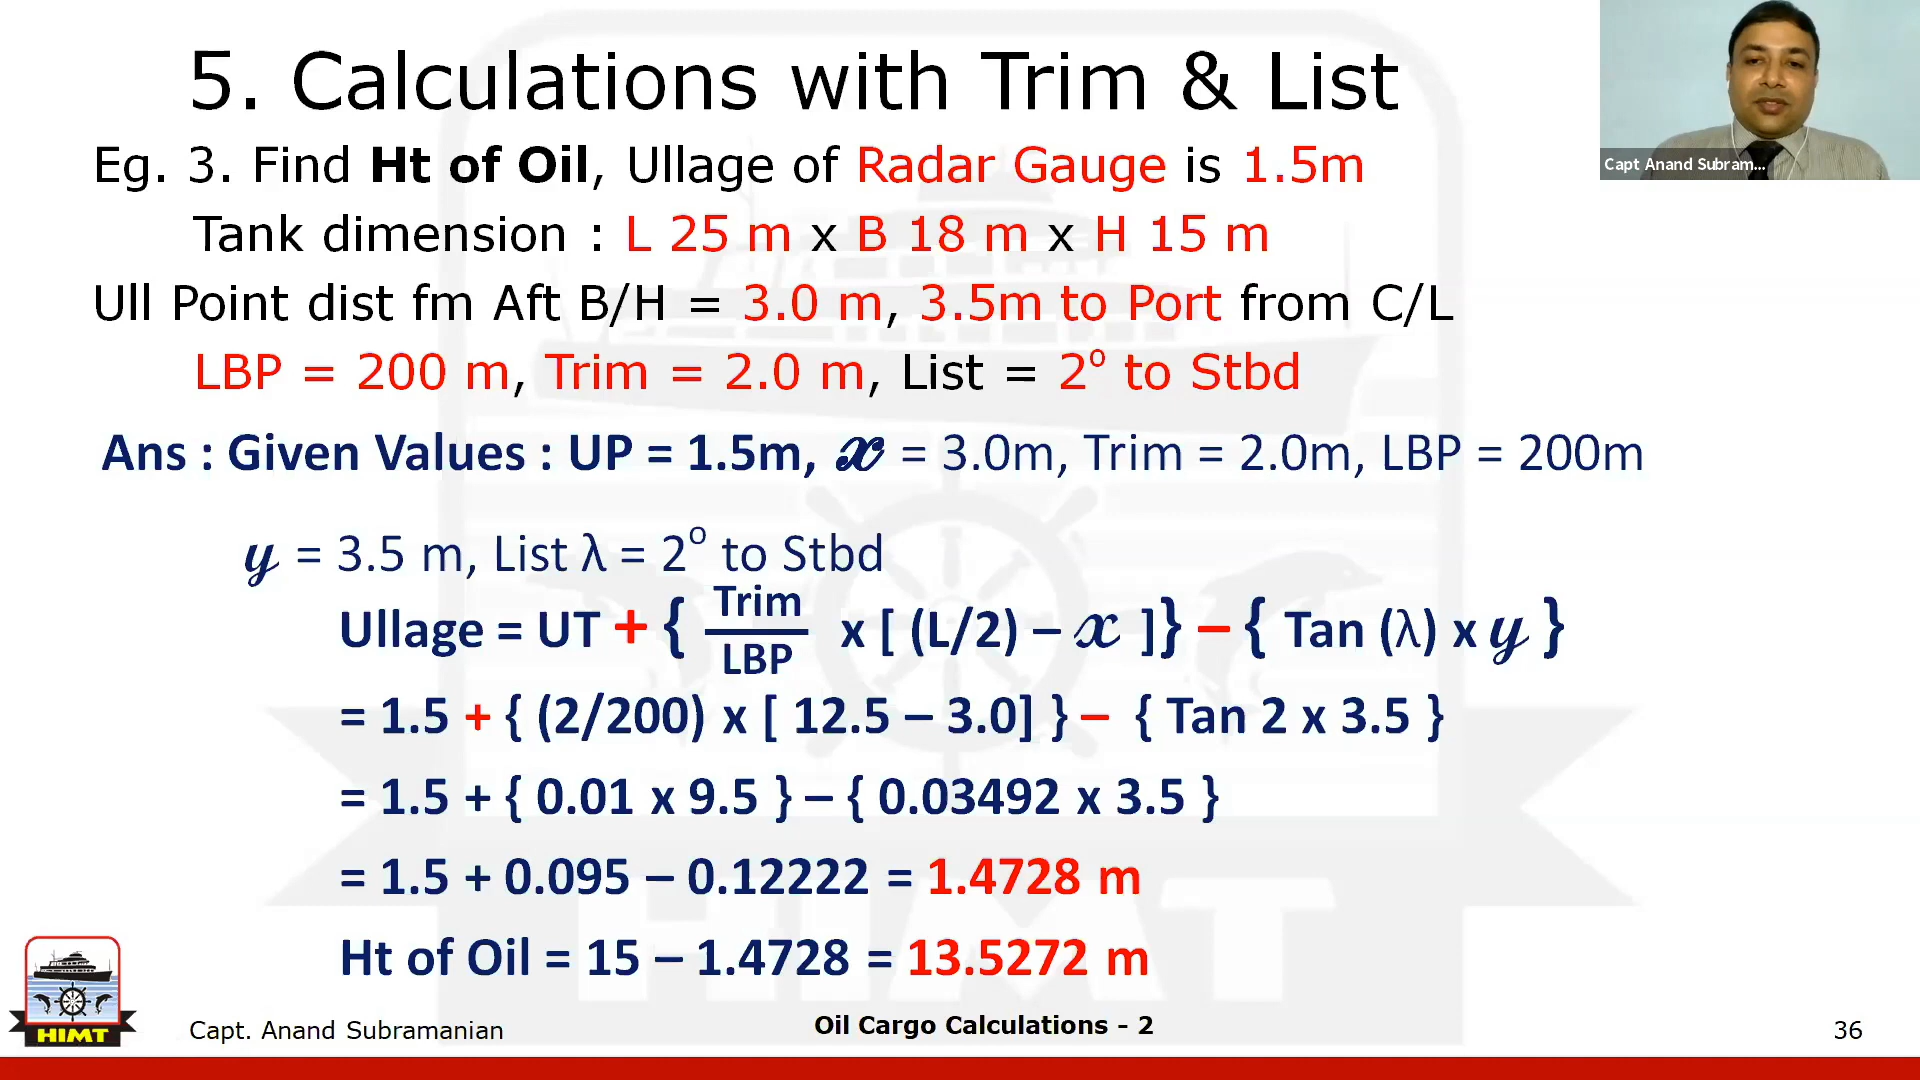 5. Calculations with Trim & List
Capt Anand Subram...
Eg. 3. Find Ht of Oil, Ullage of Radar Gauge is 1.5m
Tank dimension : L 25 m x B 18 m x H 15 m
Ull Point dist fm Aft B/H = 3.0 m, 3.5m to Port from C/L
LBP = 200 m, Trim = 2.0 m, List = 2° to Stbd
Ans : Given Values : UP = 1.5m, 𝓍 = 3.0m, Trim = 2.0m, LBP = 200m
𝓎 = 3.5 m, List λ = 2° to Stbd
Ullage = UT + { Trim/LBP x [ (L/2) – 𝓍 ]} – { Tan (λ) x 𝓎 }
= 1.5 + { (2/200) x [ 12.5 – 3.0] } – { Tan 2 x 3.5 }
= 1.5 + { 0.01 x 9.5 } – { 0.03492 x 3.5 }
= 1.5 + 0.095 – 0.12222 = 1.4728 m
Ht of Oil = 15 – 1.4728 = 13.5272 m
HIMT
HIMT
Capt. Anand Subramanian
Oil Cargo Calculations - 2
36